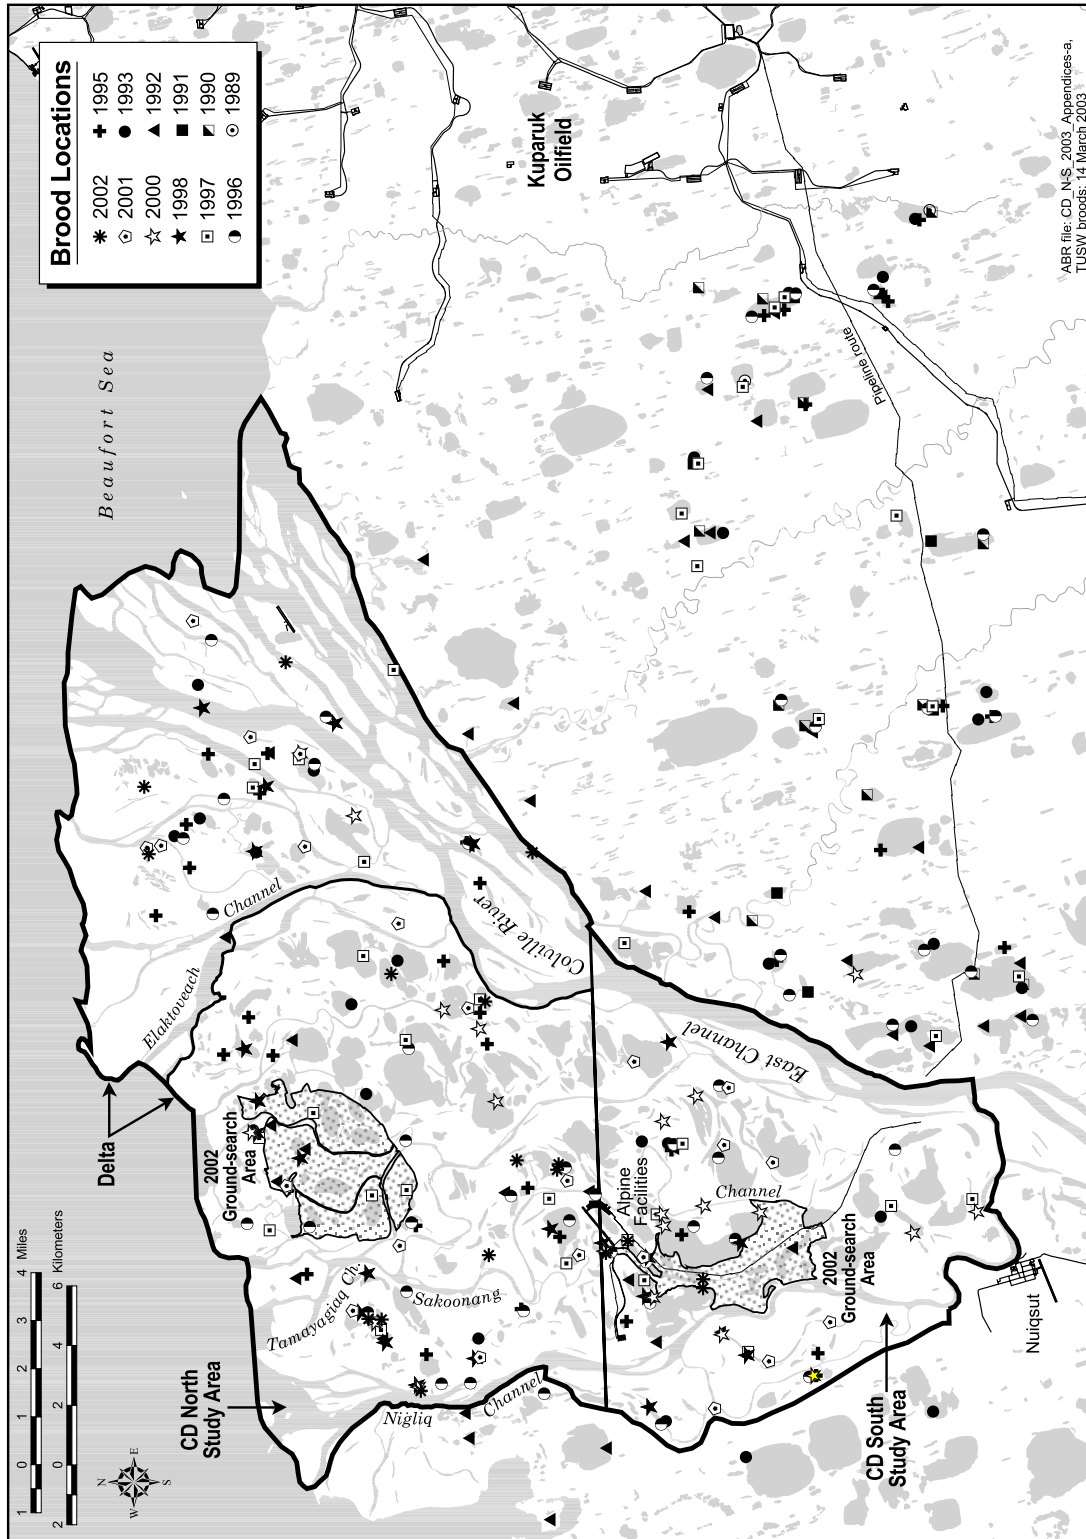 Brood Locations
2002
1995
2001
1993
2000
1992
1998
1991
1997
1990
1996
1989
Beaufort Sea
Kuparuk
Oilfield
Pipeline route
Elaktoveach
Channel
Colville River
East Channel
Delta
2002
Ground-search
Area
Tamayagiaq Ch.
Sakoonang
Channel
Alpine
Facilities
2002
Ground-search
Area
Niġliq
Channel
CD North
Study Area
CD South
Study Area
Nuiqsut
1 0 1 2 3 4 Miles
2 0 2 4 6 Kilometers
N
E
S
W
ABR file: CD_N-S_2003_Appendices-a,
TUSW broods; 14 March 2003